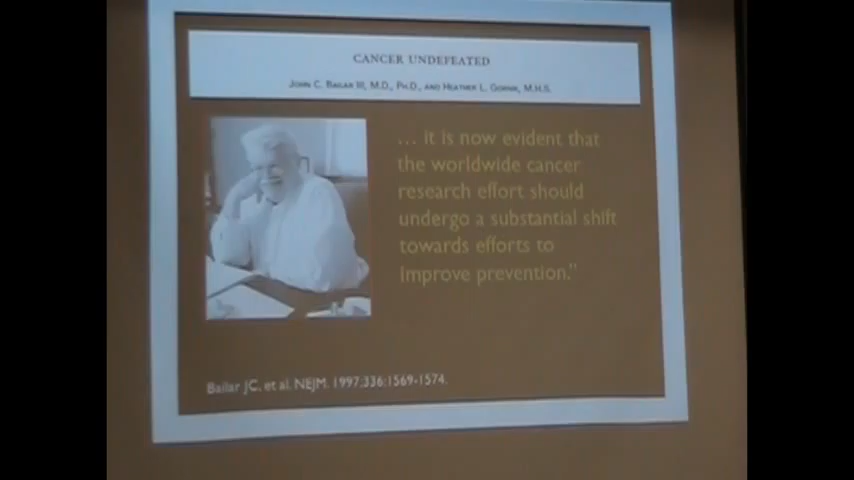 CANCER UNDEFEATED
JOHN C. BAILAR III, M.D., PH.D., AND HEATHER L. GORNIK, M.H.S.
... it is now evident that
the worldwide cancer
research effort should
undergo a substantial shift
towards efforts to
improve prevention."
Bailar JC, et al. NEJM. 1997:336:1569-1574.